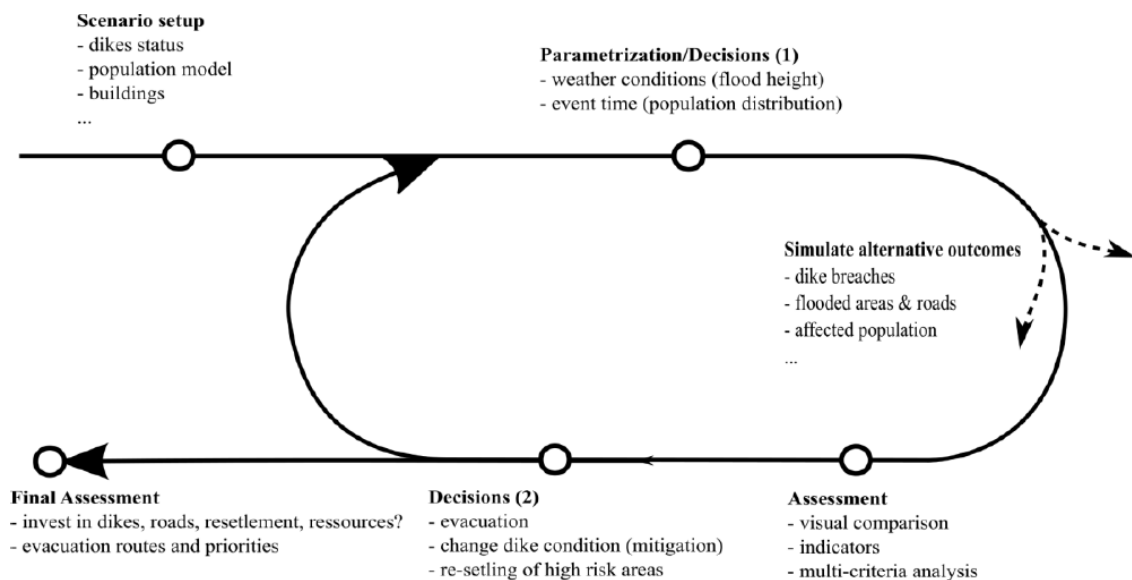 Scenario setup
- dikes status
- population model
- buildings
...
Parametrization/Decisions (1)
- weather conditions (flood height)
- event time (population distribution)
Simulate alternative outcomes
- dike breaches
- flooded areas & roads
- affected population
...
Final Assessment
- invest in dikes, roads, resetlement, ressources?
- evacuation routes and priorities
Decisions (2)
- evacuation
- change dike condition (mitigation)
- re-setling of high risk areas
Assessment
- visual comparison
- indicators
- multi-criteria analysis